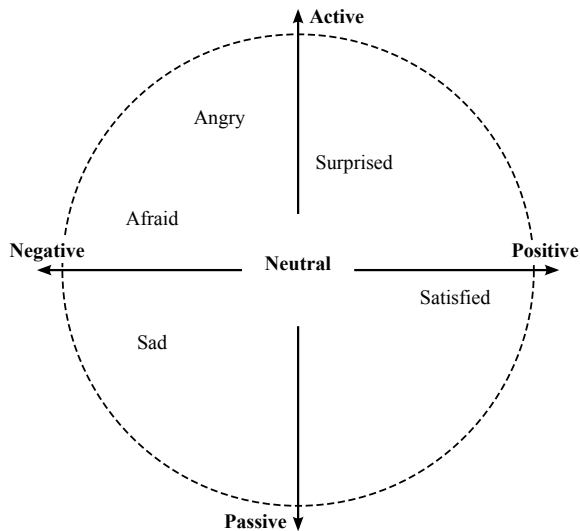 Active
Angry
Surprised
Afraid
Negative
Neutral
Positive
Satisfied
Sad
Passive